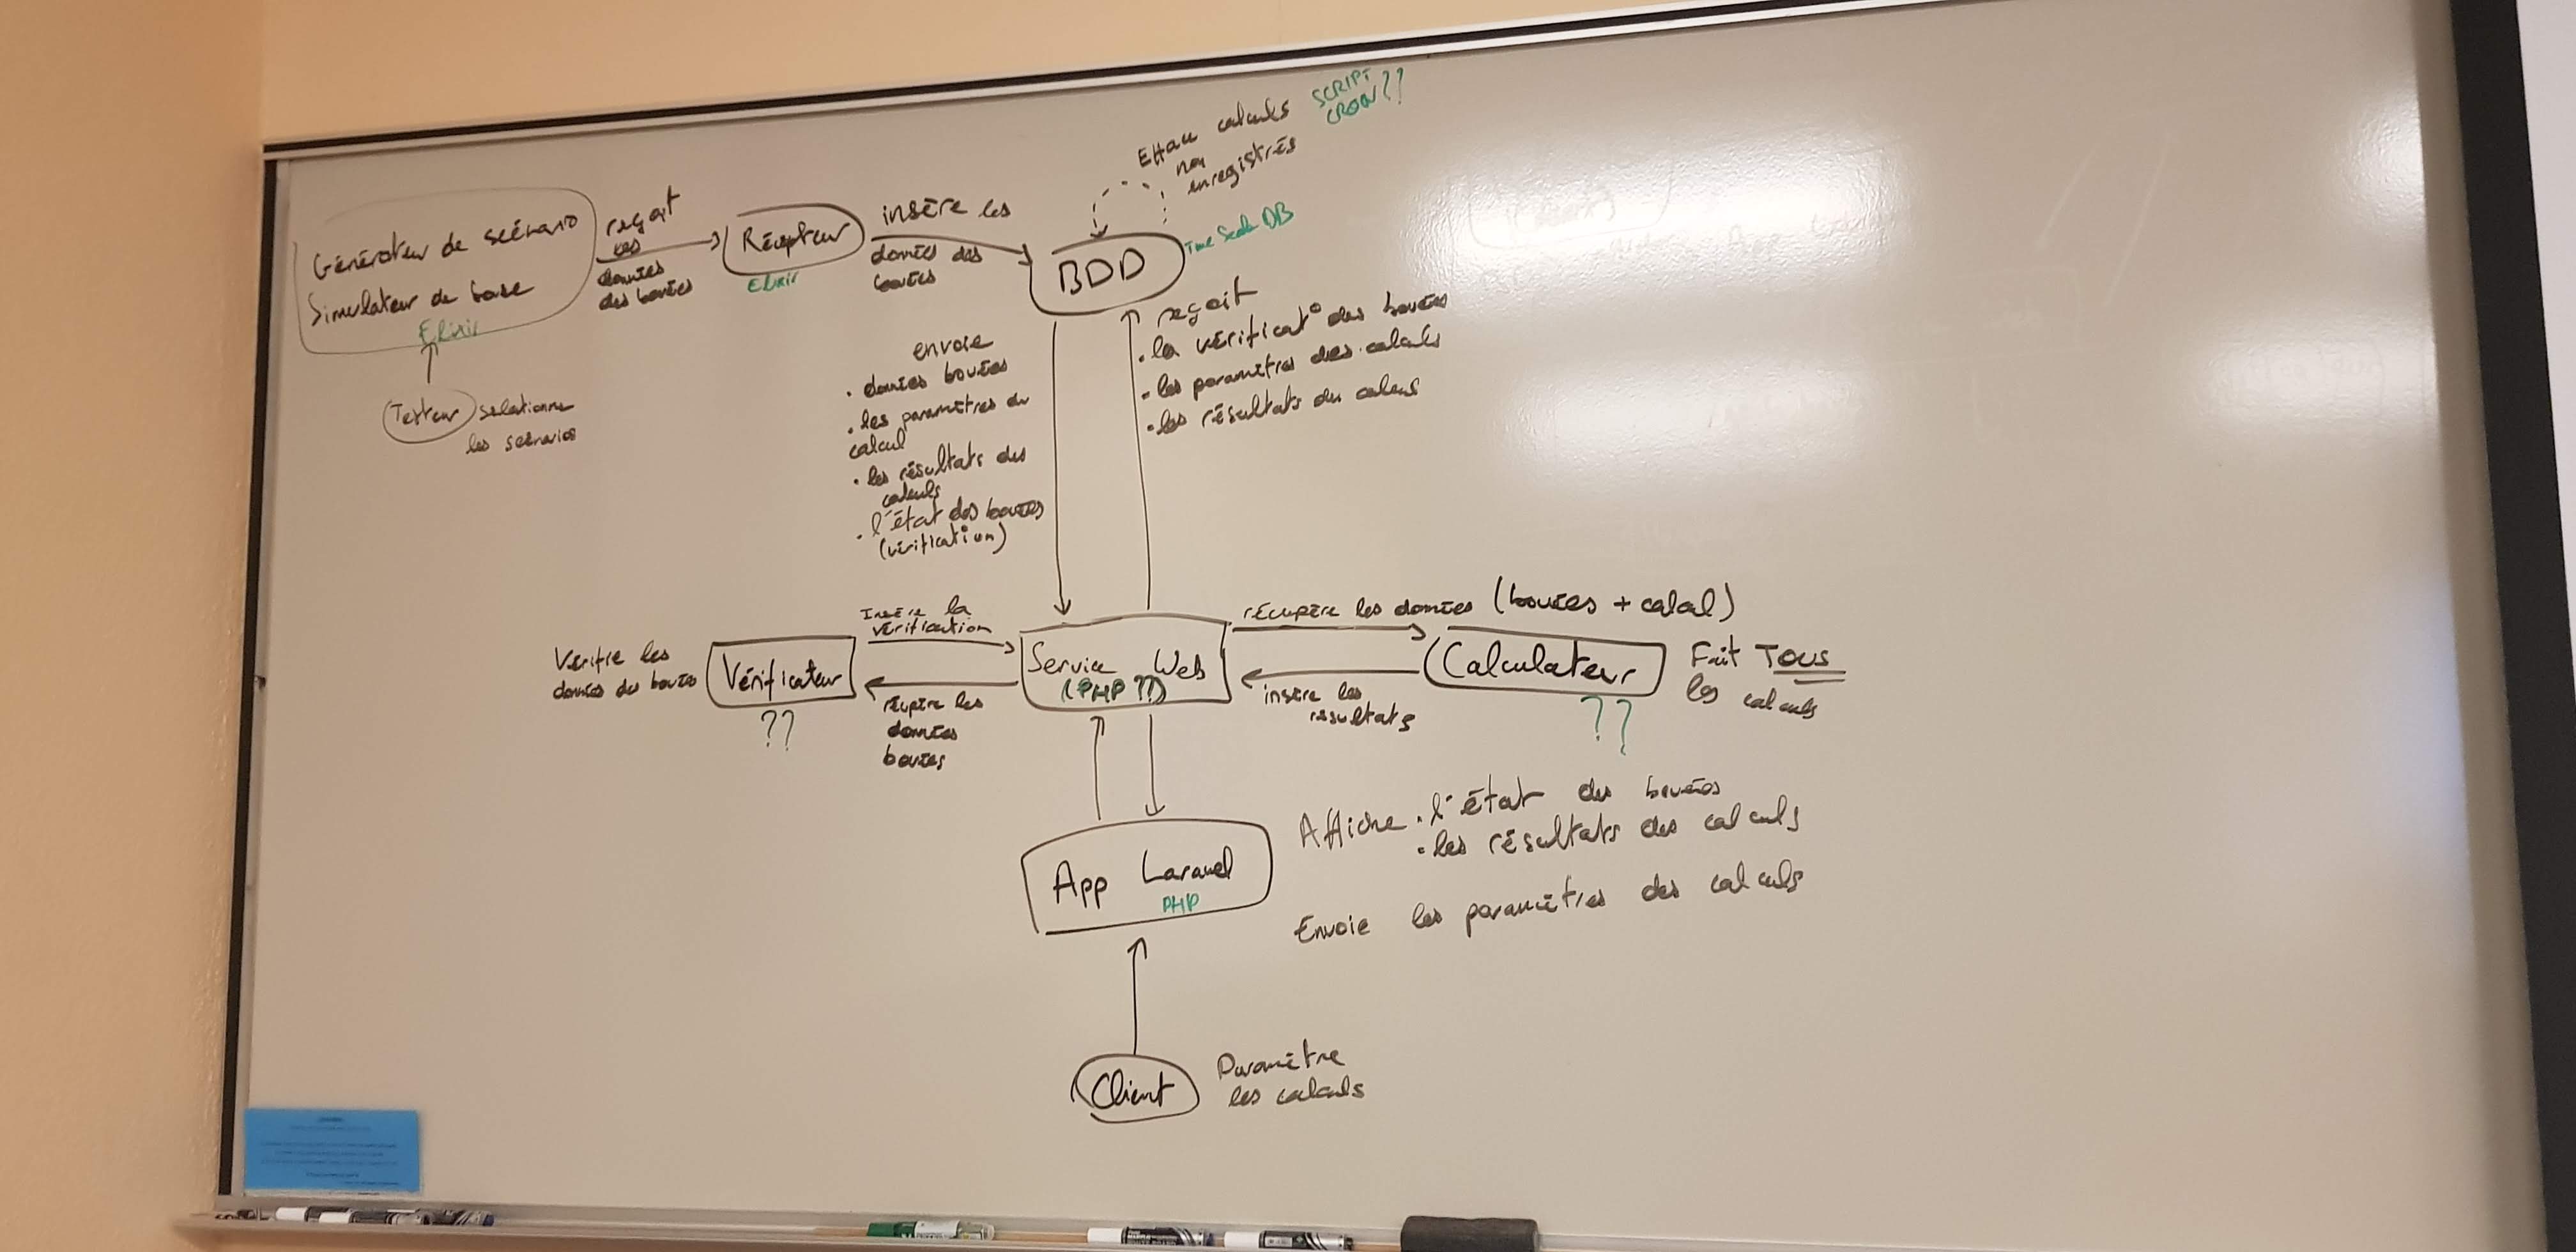 SCRIPT
CRON??
Efface calculs
non
enregistrés
Générateur de scénario
Simulateur de base
Elixir
Testeur
selectionne
les scénarios
reçoit
les
données
des bouées
Récepteur
Elixir
insère les
données des
bouées
BDD
Time Scale DB
envoie
• données bouées
• les paramètres du
calcul
• les résultats des
calculs
• l'état des bouées
(vérification)
reçoit
• la vérificat° des bouées
• les paramètres des calculs
• les résultats du calculs
Vérifie les
données des bouées
Vérificateur
??
Insère la
vérification
récupère les
données
bouées
Service Web
(PHP ??)
récupère les données (bouées + calcul)
insère les
résultats
Calculateur
??
Fait TOUS
les calculs
App Laravel
PHP
Affiche • l'état des bouées
• les résultats des calculs
Envoie les paramètres des calculs
Client
Paramètre
les calculs